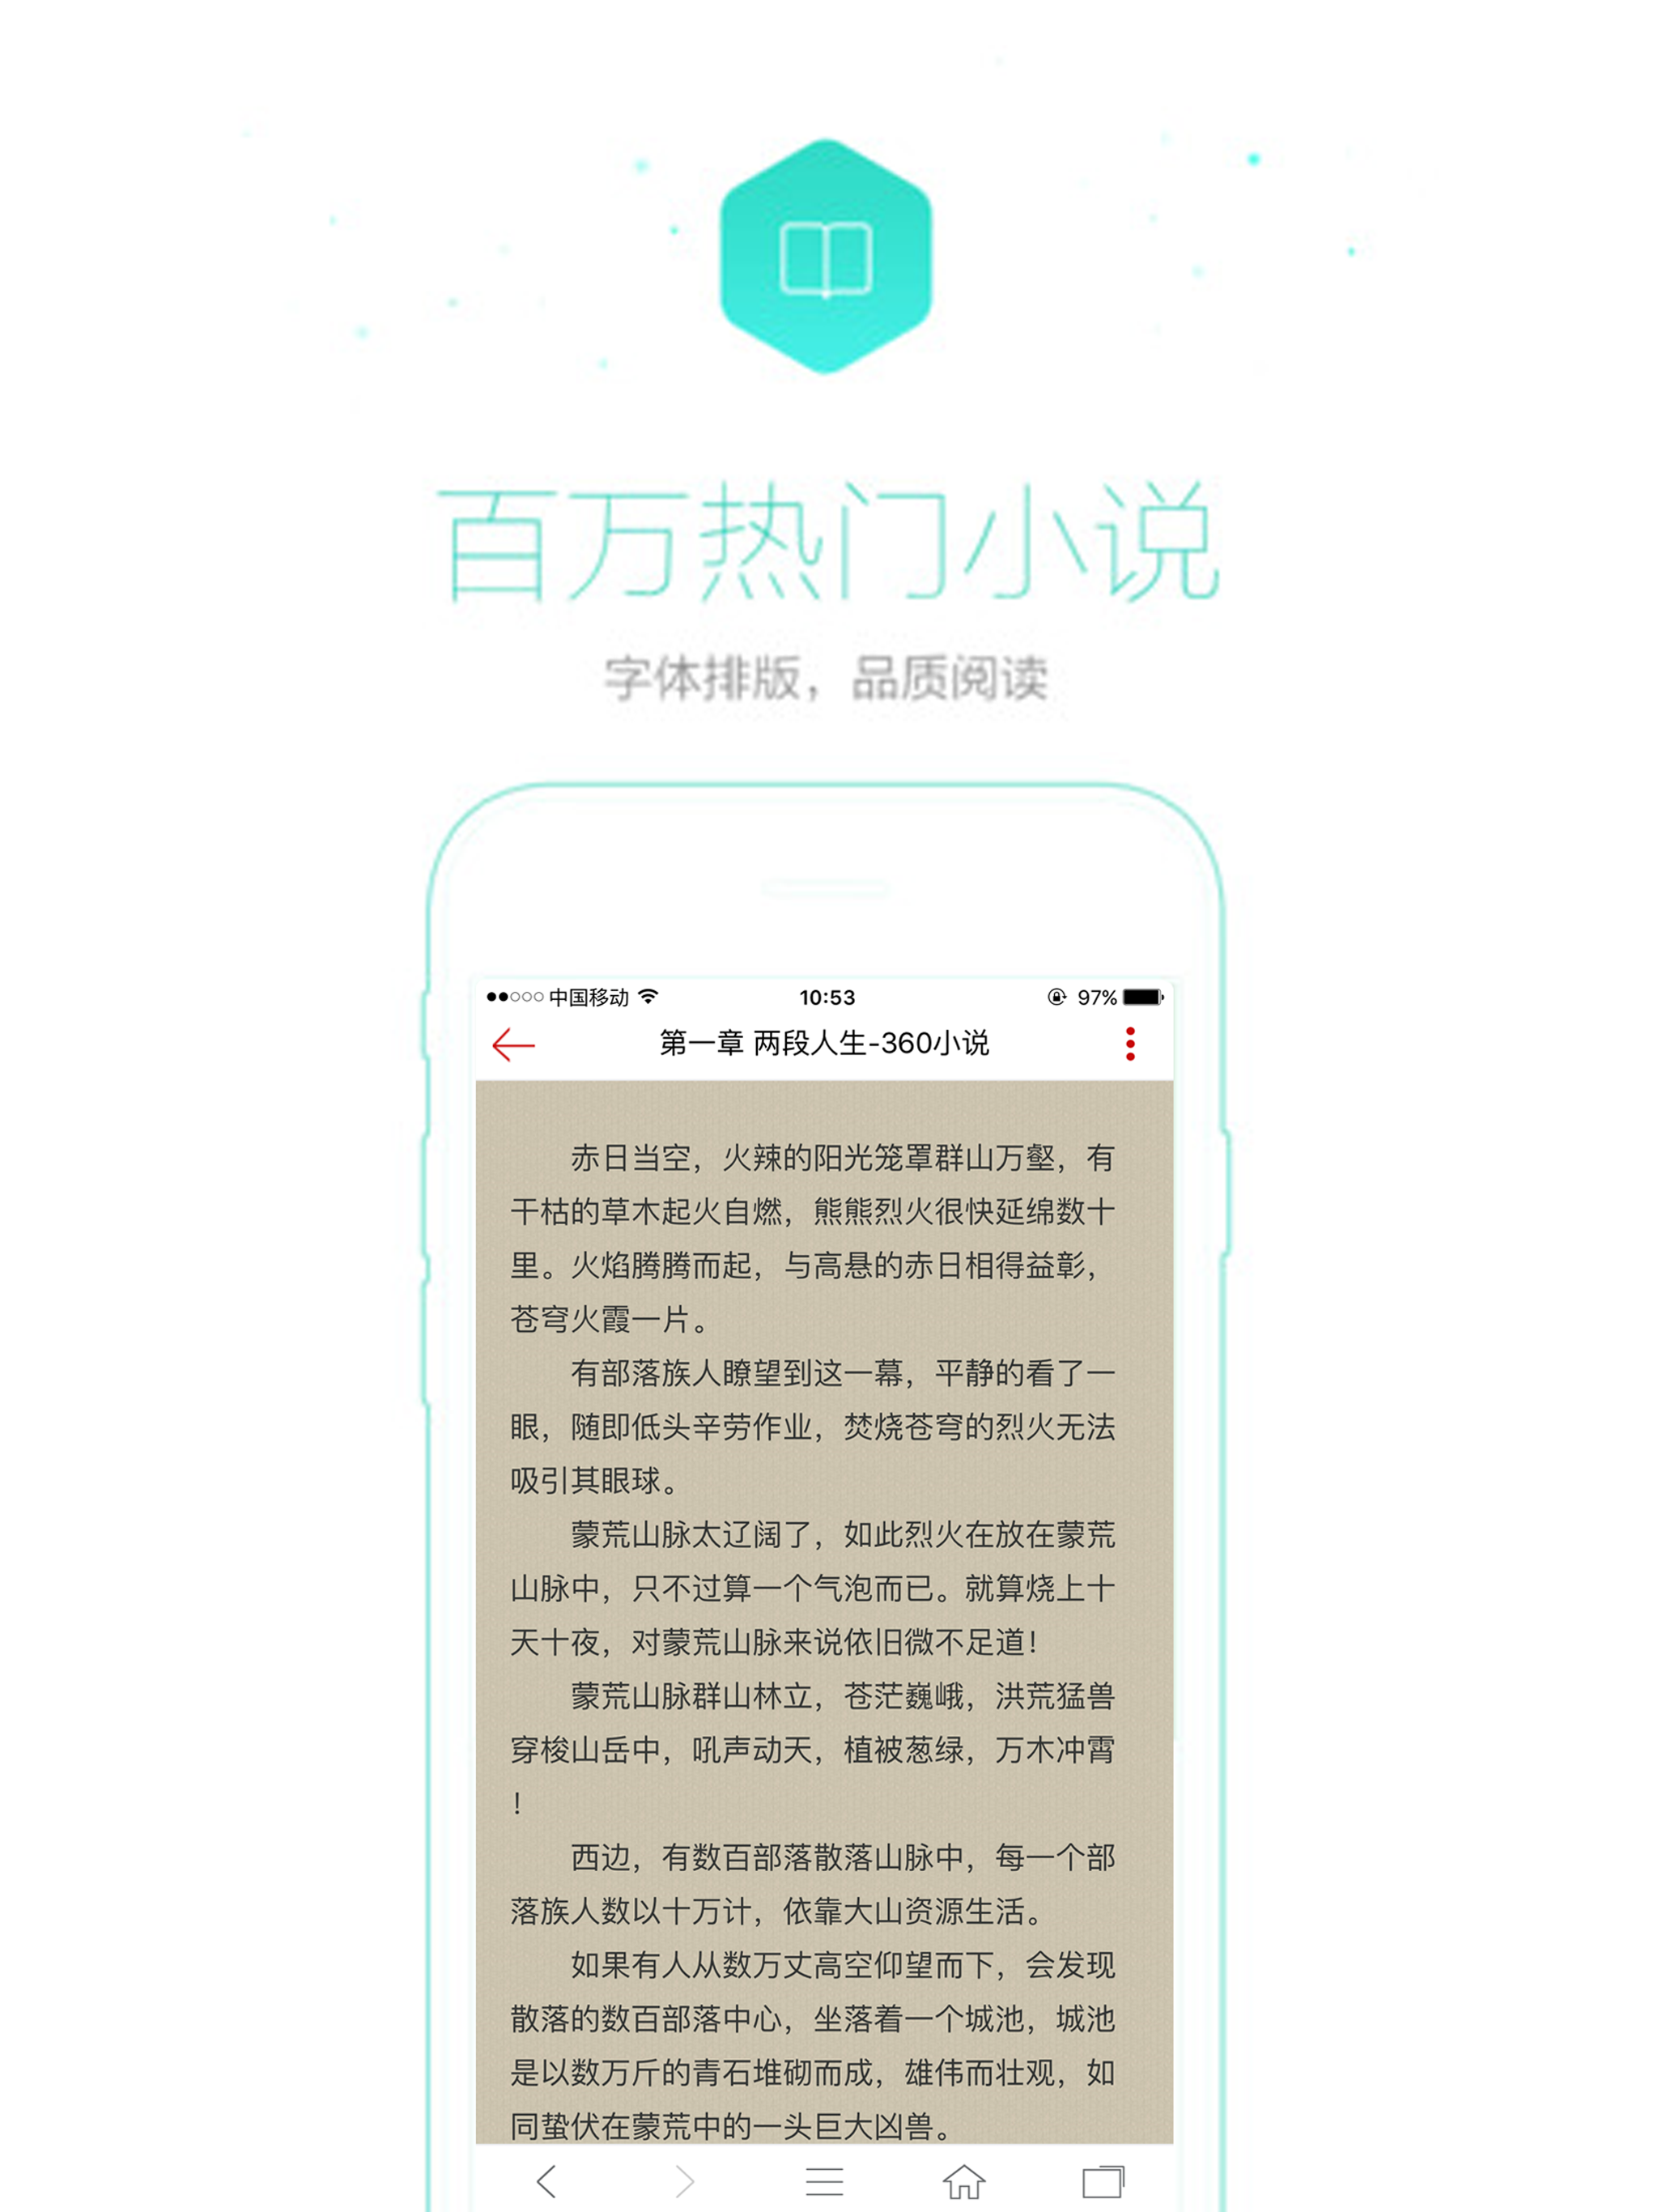 百万热门小说
字体排版，品质阅读
中国移动 10:53 97%
第一章 两段人生-360小说
赤日当空，火辣的阳光笼罩群山万壑，有
干枯的草木起火自燃，熊熊烈火很快延绵数十
里。火焰腾腾而起，与高悬的赤日相得益彰，
苍穹火霞一片。
有部落族人瞭望到这一幕，平静的看了一
眼，随即低头辛劳作业，焚烧苍穹的烈火无法
吸引其眼球。
蒙荒山脉太辽阔了，如此烈火在放在蒙荒
山脉中，只不过算一个气泡而已。就算烧上十
天十夜，对蒙荒山脉来说依旧微不足道！
蒙荒山脉群山林立，苍茫巍峨，洪荒猛兽
穿梭山岳中，吼声动天，植被葱绿，万木冲霄
！
西边，有数百部落散落山脉中，每一个部
落族人数以十万计，依靠大山资源生活。
如果有人从数万丈高空仰望而下，会发现
散落的数百部落中心，坐落着一个城池，城池
是以数万斤的青石堆砌而成，雄伟而壮观，如
同蛰伏在蒙荒中的一头巨大凶兽。